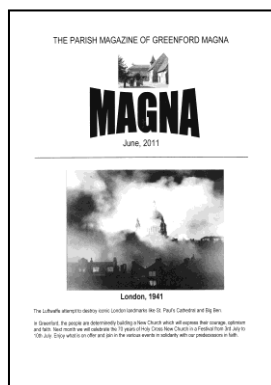 THE PARISH MAGAZINE OF GREENFORD MAGNA
MAGNA
June, 2011
London, 1941
The Luftwaffe attempt to destroy iconic London landmarks like St. Paul's Cathedral and Big Ben.
In Greenford, the people are determinedly building a New Church which will express their courage, optimism
and faith. Next month we will celebrate the 70 years of Holy Cross New Church in a Festival from 3rd July to
10th July. Enjoy what is on offer and join in the various events in solidarity with our predecessors in faith.